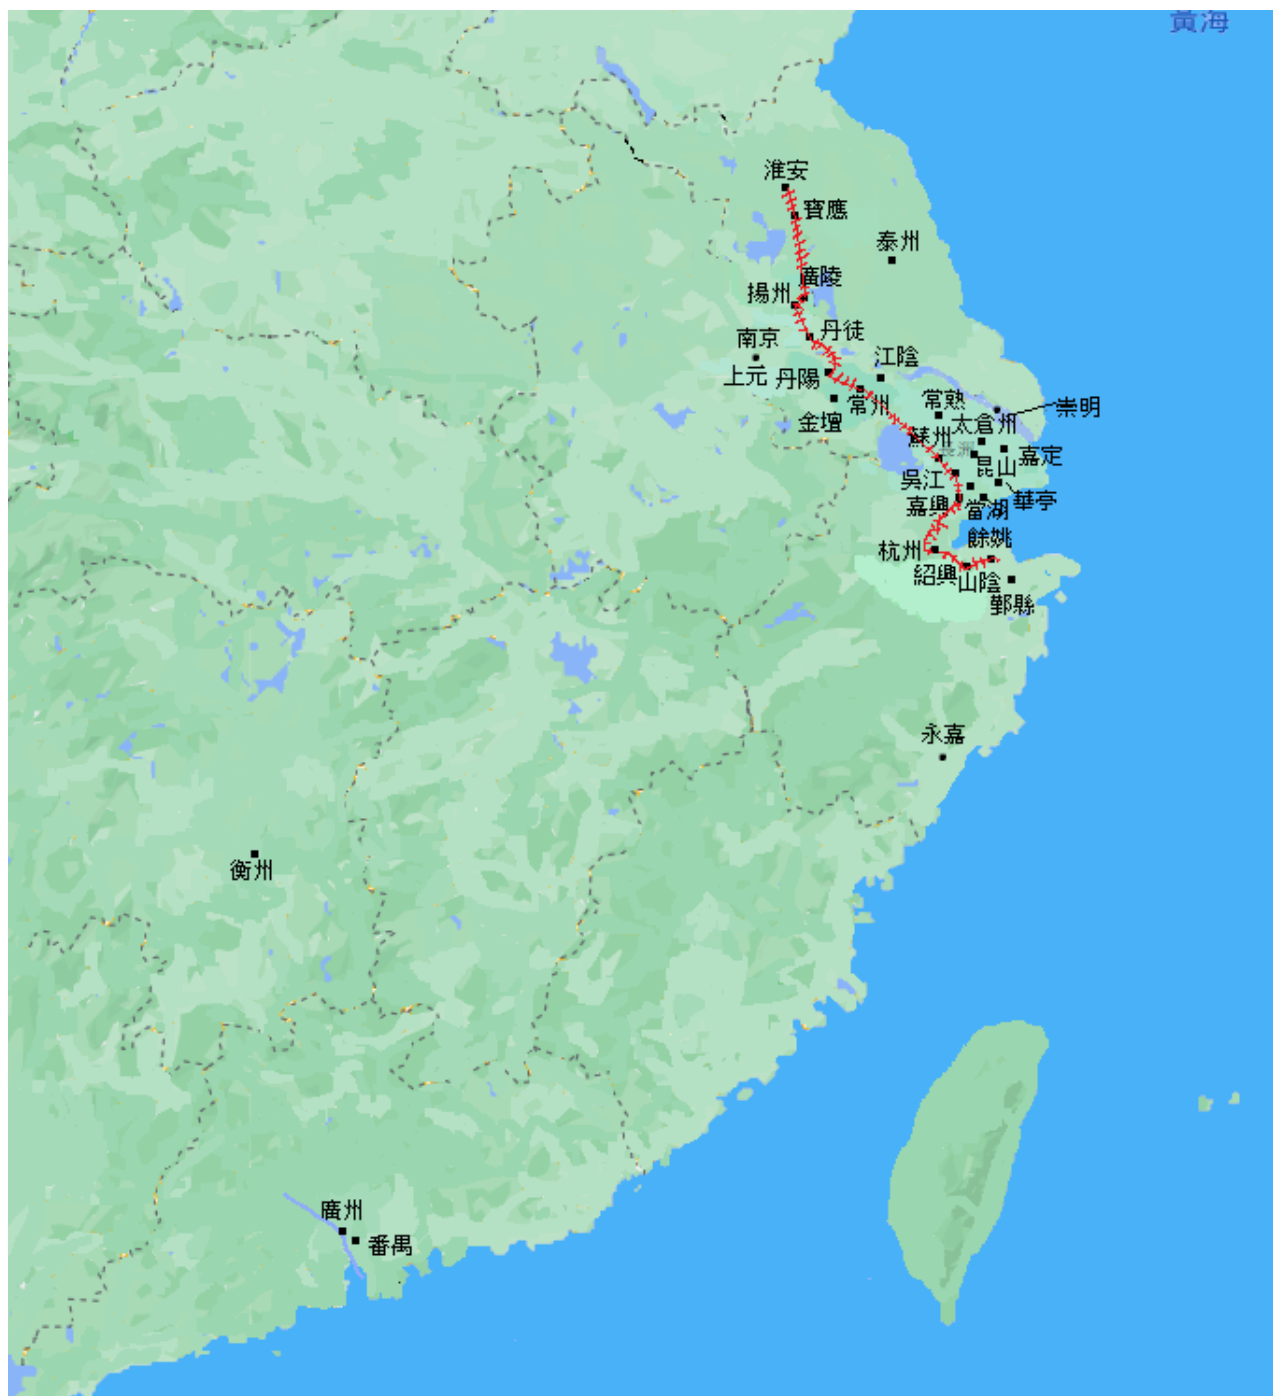 黃海
淮安
寶應
泰州
廣陵
揚州
丹徒
南京
江陰
上元
丹陽
常州
常熟
崇明
金壇
太倉州
蘇州
長洲
嘉定
昆山
吳江
華亭
嘉興
當湖
餘姚
杭州
紹興
山陰
鄞縣
永嘉
衡州
廣州
番禺